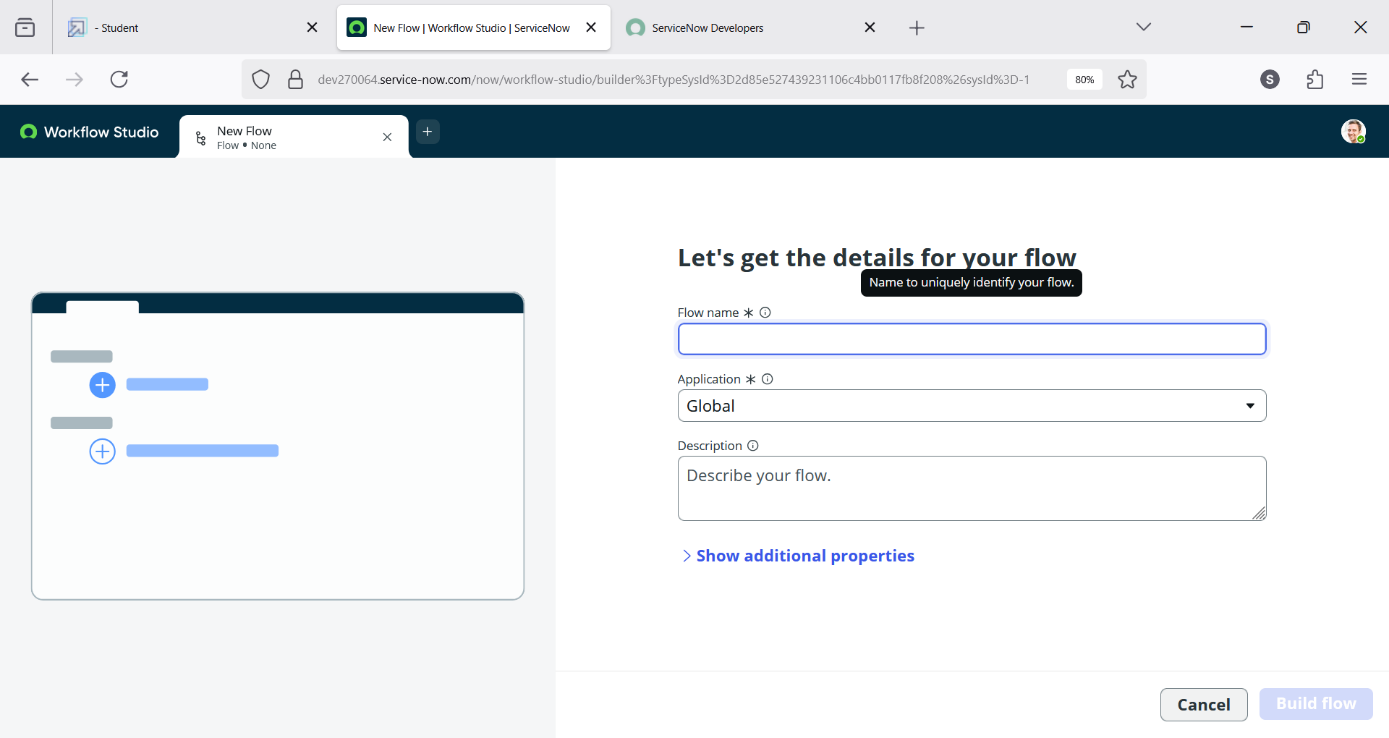 - Student
New Flow | Workflow Studio | ServiceNow
ServiceNow Developers
dev270064.service-now.com/now/workflow-studio/builder%3FtypeSysId%3D2d85e527439231106c4bb0117fb8f208%26sysId%3D-1
80%
S
Workflow Studio
New Flow
Flow • None
Let's get the details for your flow
Name to uniquely identify your flow.
Flow name *
Application *
Global
Description
Describe your flow.
Show additional properties
Cancel
Build flow